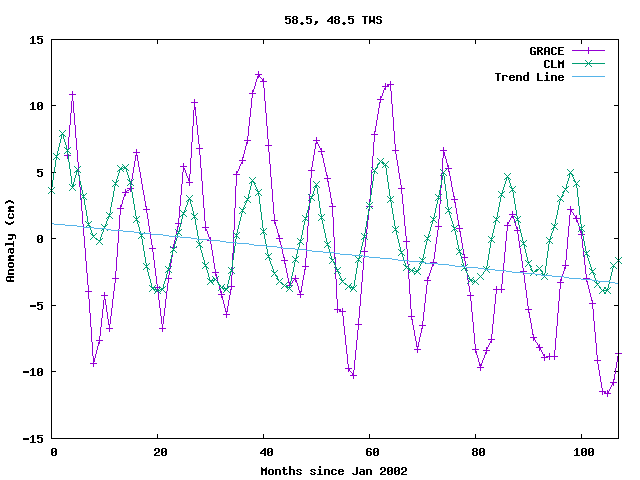 58.5, 48.5 TWS
GRACE
CLM
Trend Line
15
10
5
0
-5
-10
-15
Anomaly (cm)
0 20 40 60 80 100
Months since Jan 2002